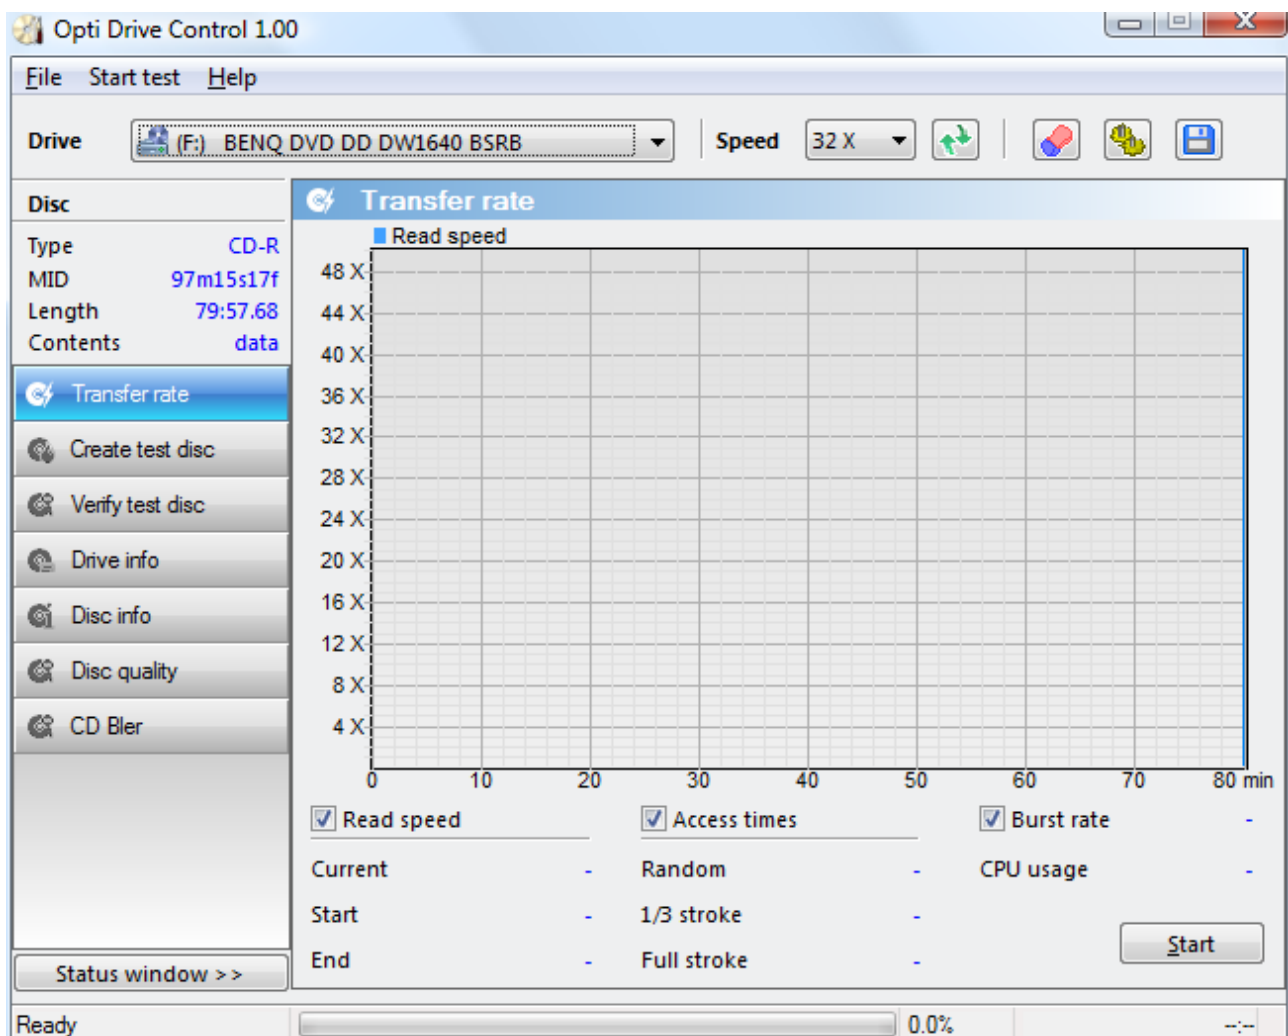 Opti Drive Control 1.00
File Start test Help
Drive (F:) BENQ DVD DD DW1640 BSRB Speed 32 X
Disc
Type CD-R
MID 97m15s17f
Length 79:57.68
Contents data
Transfer rate
Create test disc
Verify test disc
Drive info
Disc info
Disc quality
CD Bler
Status window >>
Transfer rate
Read speed
48 X
44 X
40 X
36 X
32 X
28 X
24 X
20 X
16 X
12 X
8 X
4 X
0 10 20 30 40 50 60 70 80 min
Read speed Access times Burst rate -
Current - Random - CPU usage -
Start - 1/3 stroke -
End - Full stroke -
Start
Ready 0.0% --:--